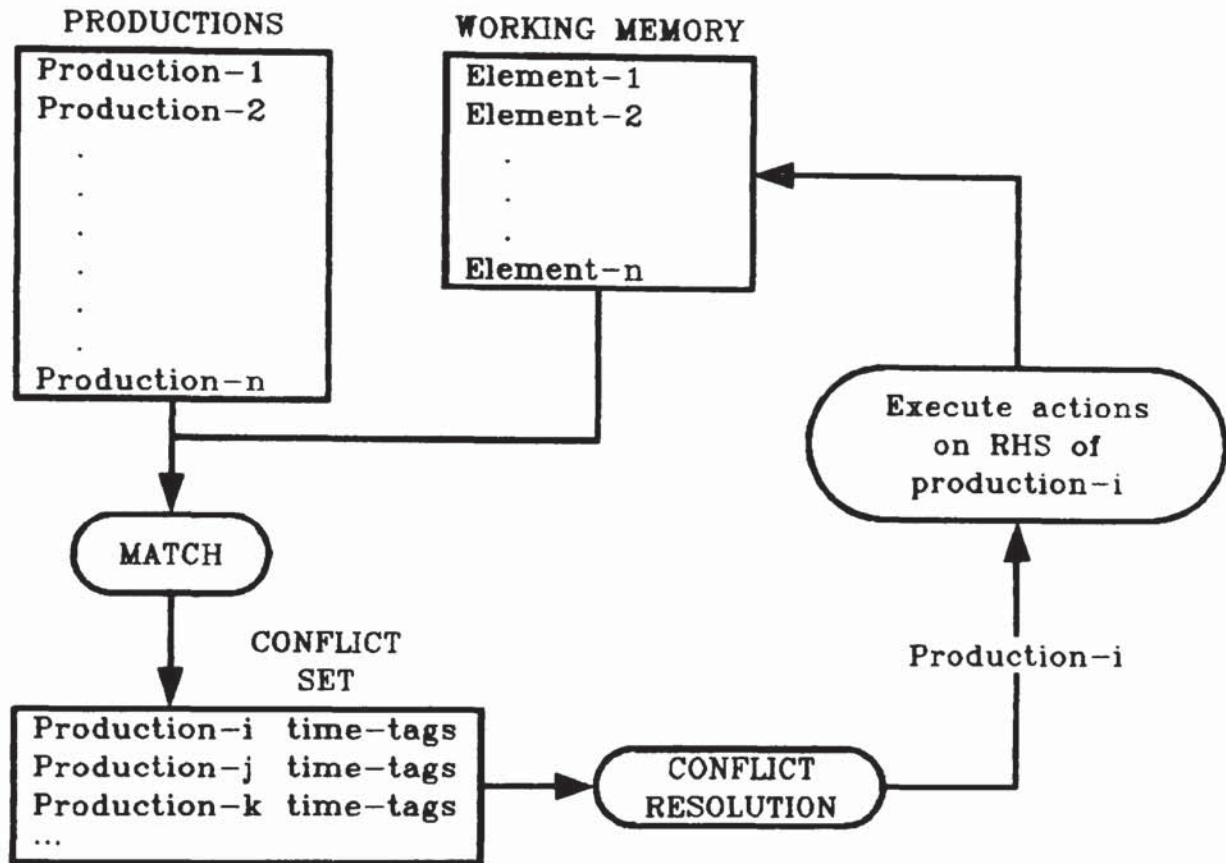 PRODUCTIONS
Production-1
Production-2
.
.
.
.
.
.
Production-n
WORKING MEMORY
Element-1
Element-2
.
.
.
Element-n
Execute actions
on RHS of
production-i
MATCH
CONFLICT
SET
Production-i time-tags
Production-j time-tags
Production-k time-tags
...
CONFLICT
RESOLUTION
Production-i